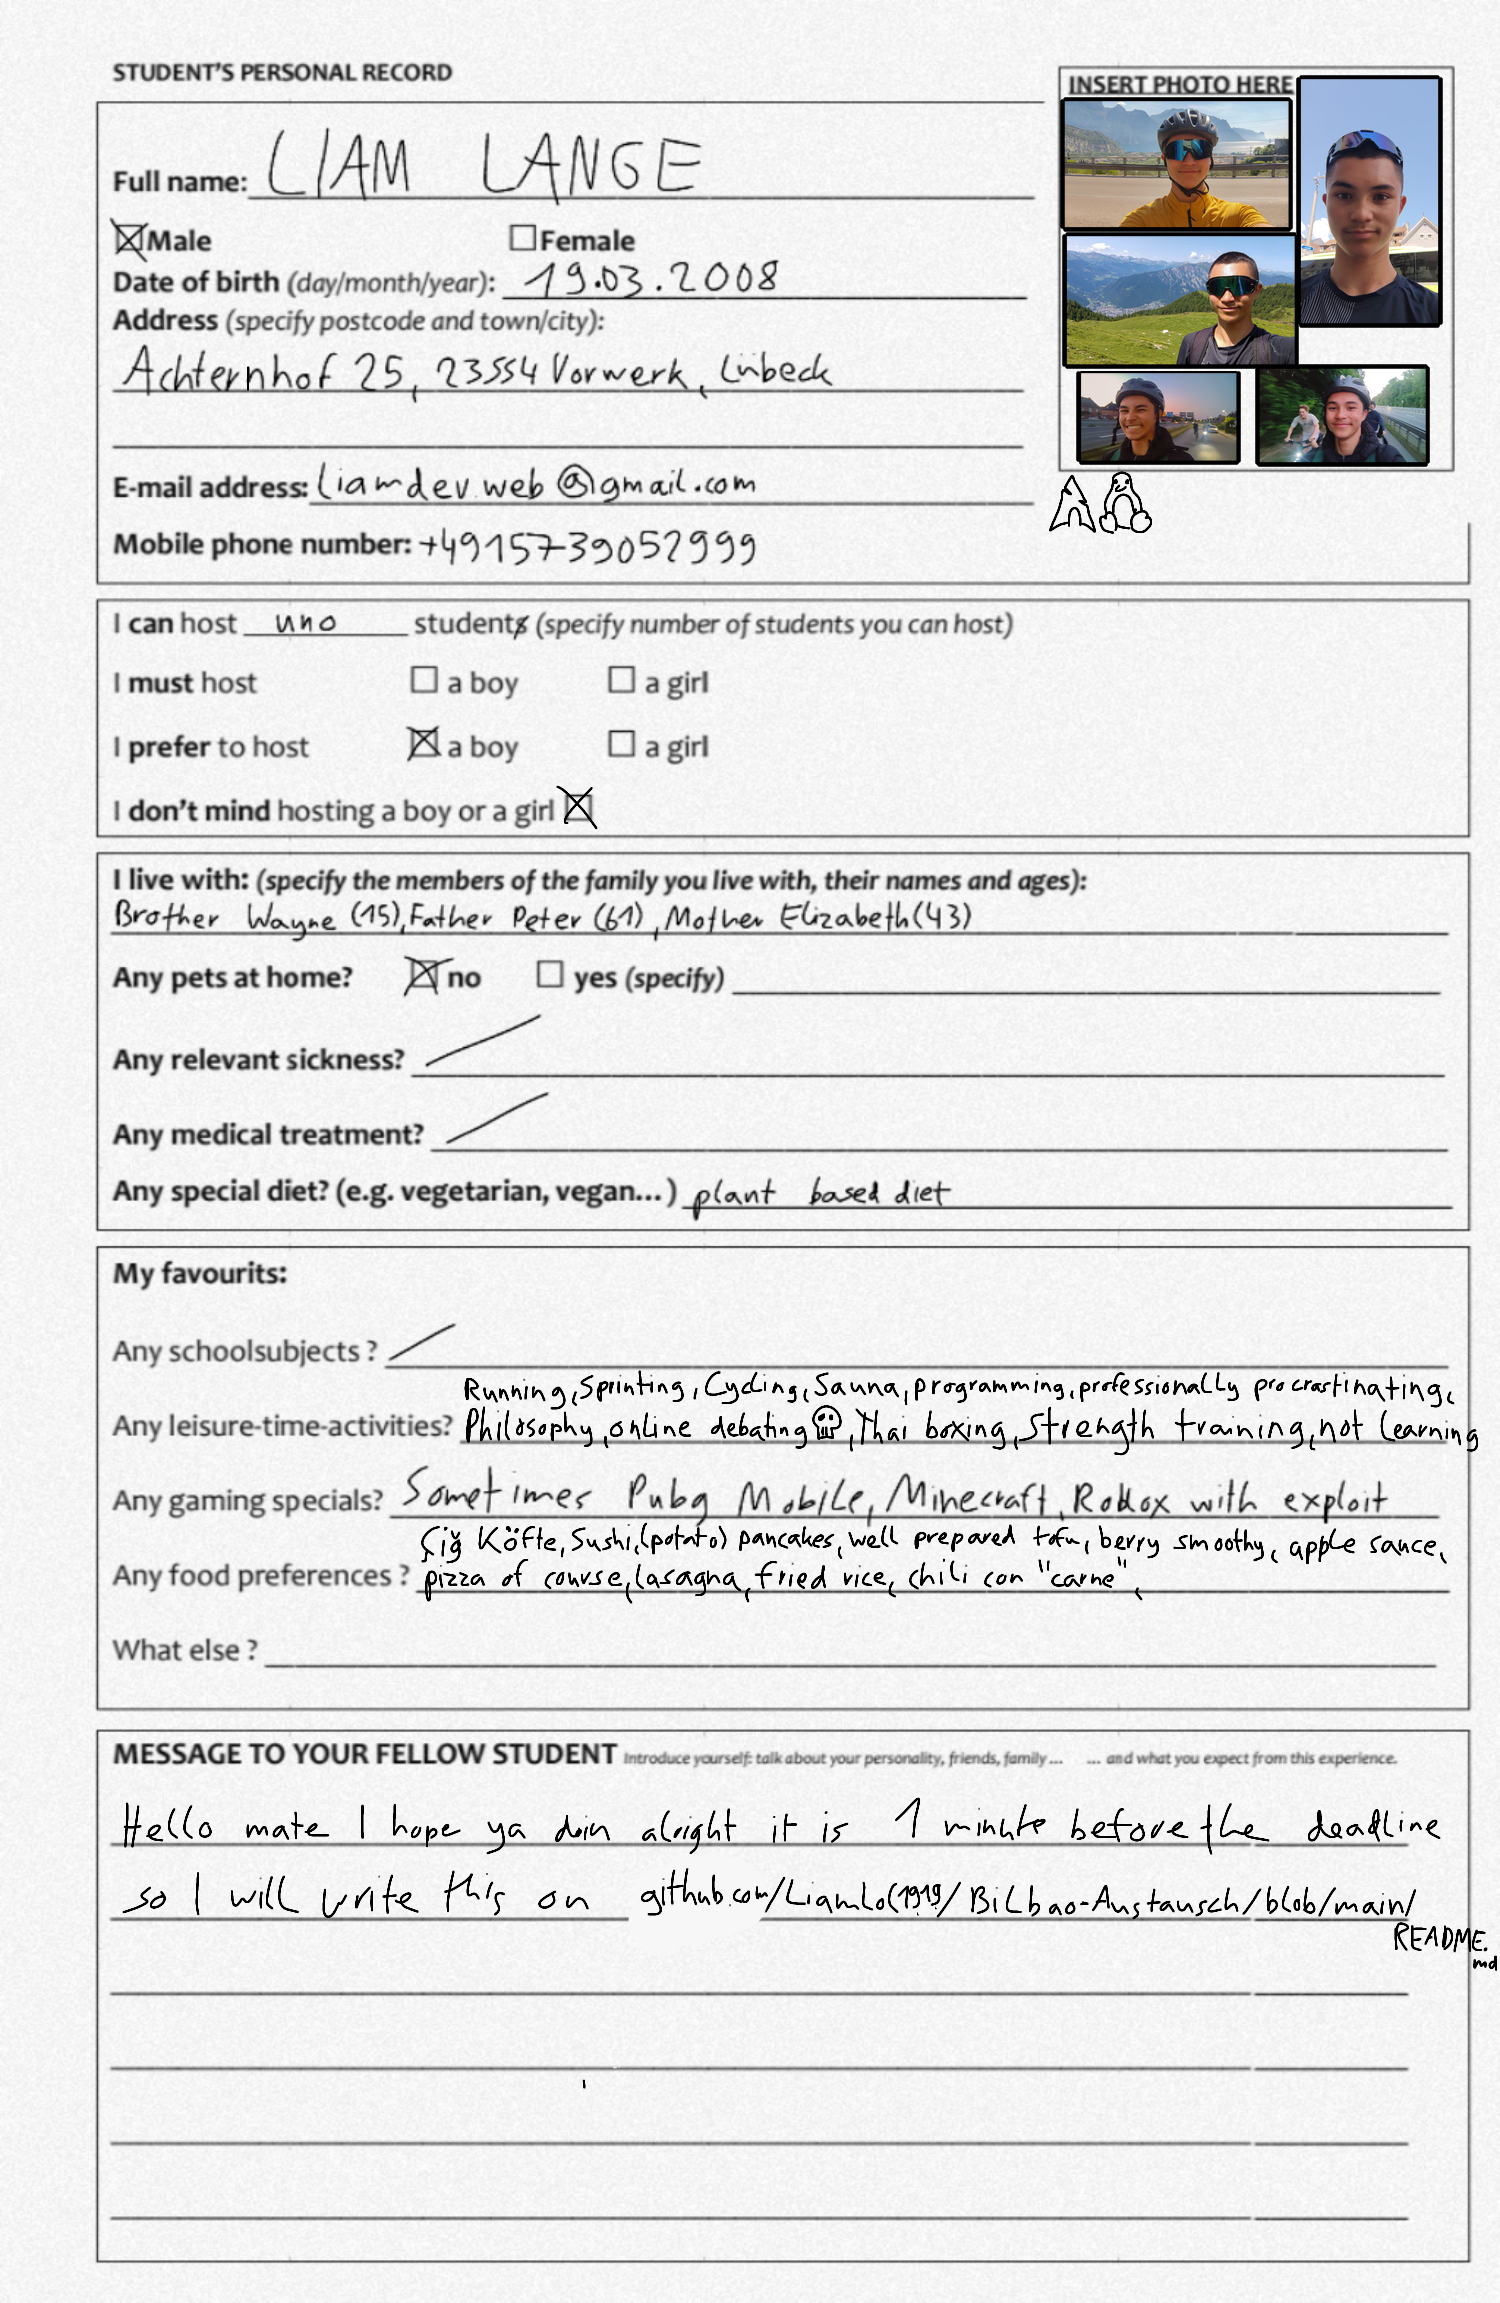 STUDENT'S PERSONAL RECORD
INSERT PHOTO HERE
Full name: LIAM LANGE
Male Female
Date of birth (day/month/year): 19.03.2008
Address (specify postcode and town/city):
Achternhof 25, 23554 Vorwerk, Lübeck
E-mail address: liamdev.web@gmail.com
Mobile phone number: +4915739052999
I can host uno students (specify number of students you can host)
I must host a boy a girl
I prefer to host a boy a girl
I don't mind hosting a boy or a girl
I live with: (specify the members of the family you live with, their names and ages):
Brother Wayne (15), Father Peter (61), Mother Elizabeth (43)
Any pets at home? no yes (specify)
Any relevant sickness?
Any medical treatment?
Any special diet? (e.g. vegetarian, vegan...) plant based diet
My favourits:
Any schoolsubjects ?
Running, Sprinting, Cycling, Sauna, programming, professionally procrastinating,
Any leisure-time-activities? Philosophy, online debating, Thai boxing, Strength training, not learning
Any gaming specials? Sometimes Pubg Mobile, Minecraft, Roblox with exploit
Çiğ Köfte, Sushi, (potato) pancakes, well prepared tofu, berry smoothy, apple sauce,
Any food preferences ? pizza of course, lasagna, fried rice, chili con "carne",
What else ?
MESSAGE TO YOUR FELLOW STUDENT Introduce yourself: talk about your personality, friends, family ... ... and what you expect from this experience.
Hello mate I hope ya doin alright it is 1 minute before the deadline
so I will write this on github.com/ /Bilbao-Austausch/blob/main/
README.
md